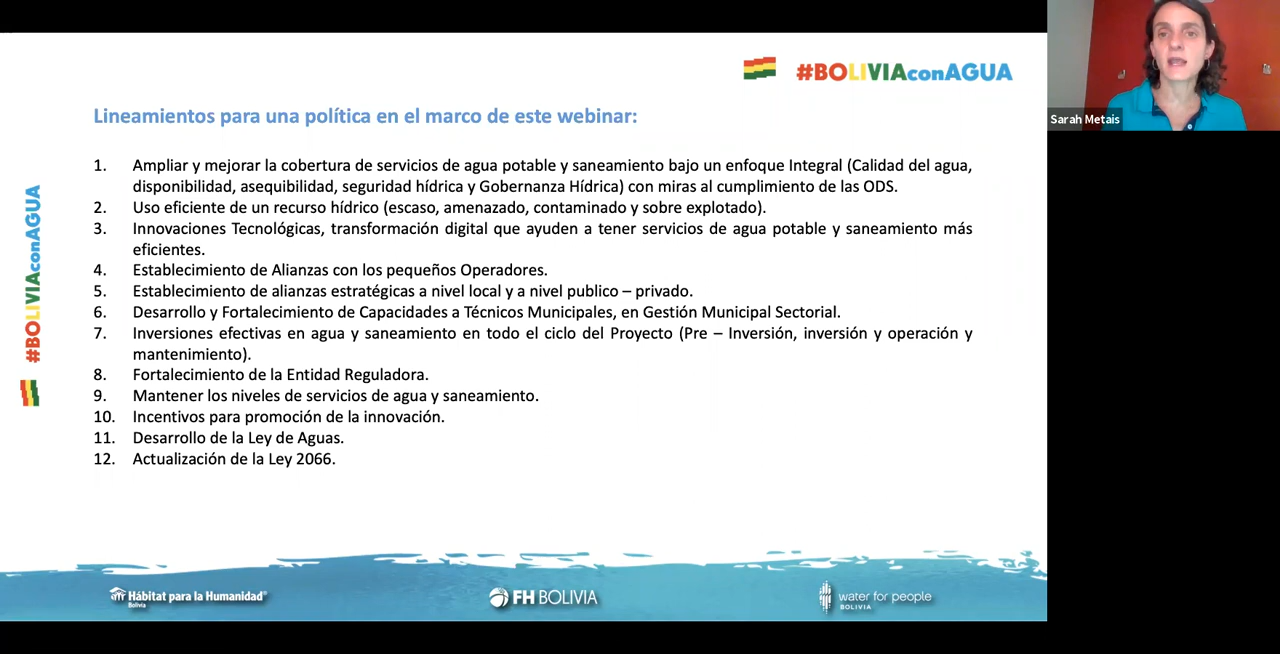 #BOLIVIAconAGUA
Sarah Metais
Lineamientos para una política en el marco de este webinar:
1. Ampliar y mejorar la cobertura de servicios de agua potable y saneamiento bajo un enfoque Integral (Calidad del agua,
disponibilidad, asequibilidad, seguridad hídrica y Gobernanza Hídrica) con miras al cumplimiento de las ODS.
2. Uso eficiente de un recurso hídrico (escaso, amenazado, contaminado y sobre explotado).
3. Innovaciones Tecnológicas, transformación digital que ayuden a tener servicios de agua potable y saneamiento más
eficientes.
4. Establecimiento de Alianzas con los pequeños Operadores.
5. Establecimiento de alianzas estratégicas a nivel local y a nivel publico – privado.
6. Desarrollo y Fortalecimiento de Capacidades a Técnicos Municipales, en Gestión Municipal Sectorial.
7. Inversiones efectivas en agua y saneamiento en todo el ciclo del Proyecto (Pre – Inversión, inversión y operación y
mantenimiento).
8. Fortalecimiento de la Entidad Reguladora.
9. Mantener los niveles de servicios de agua y saneamiento.
10. Incentivos para promoción de la innovación.
11. Desarrollo de la Ley de Aguas.
12. Actualización de la Ley 2066.
#BOLIVIAconAGUA
Hábitat para la Humanidad®
Bolivia
FH BOLIVIA
water for people
BOLIVIA